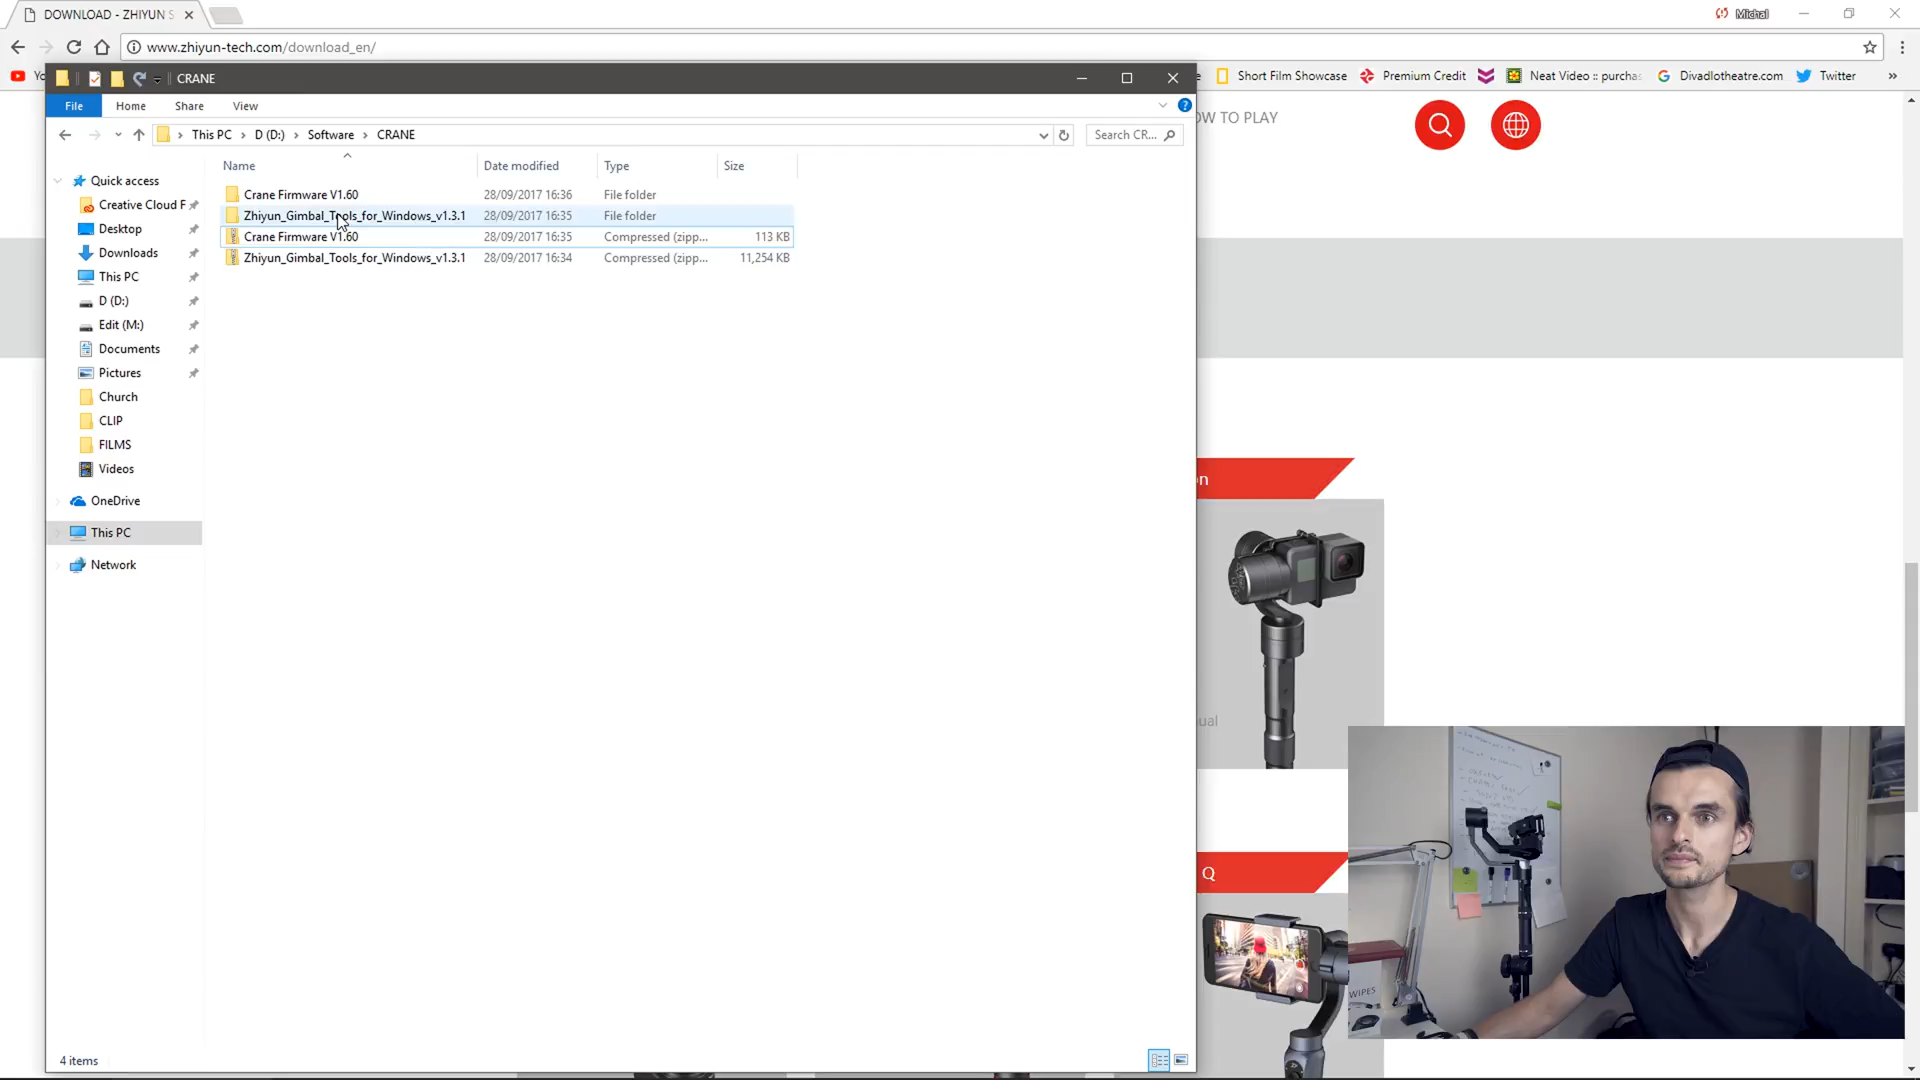 DOWNLOAD - ZHIYUN S
Michal
www.zhiyun-tech.com/download_en/
Short Film Showcase
Premium Credit
Neat Video :: purcha
Divadlotheatre.com
Twitter
»
CRANE
File
Home
Share
View
This PC > D (D:) > Software > CRANE
Search CR...
OW TO PLAY
Name
Date modified
Type
Size
Crane Firmware V1.60 28/09/2017 16:36 File folder
Zhiyun_Gimbal_Tools_for_Windows_v1.3.1 28/09/2017 16:35 File folder
Crane Firmware V1.60 28/09/2017 16:35 Compressed (zipp... 113 KB
Zhiyun_Gimbal_Tools_for_Windows_v1.3.1 28/09/2017 16:34 Compressed (zipp... 11,254 KB
Quick access
Creative Cloud F
Desktop
Downloads
This PC
D (D:)
Edit (M:)
Documents
Pictures
Church
CLIP
FILMS
Videos
OneDrive
This PC
Network
n
ual
Q
WIPES
4 items